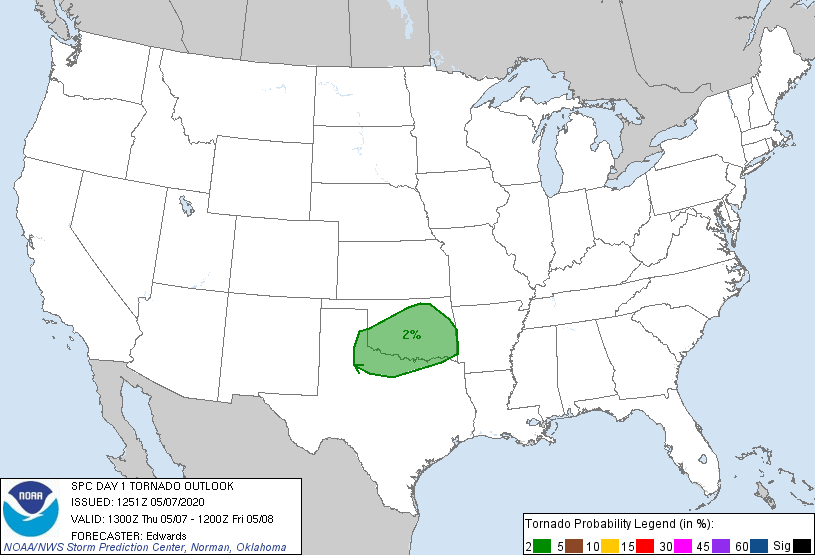 2%
NOAA
SPC DAY 1 TORNADO OUTLOOK
ISSUED: 1251Z 05/07/2020
VALID: 1300Z Thu 05/07 - 1200Z Fri 05/08
FORECASTER: Edwards
NOAA/NWS Storm Prediction Center, Norman, Oklahoma
Tornado Probability Legend (in %):
2 5 10 15 30 45 60 Sig